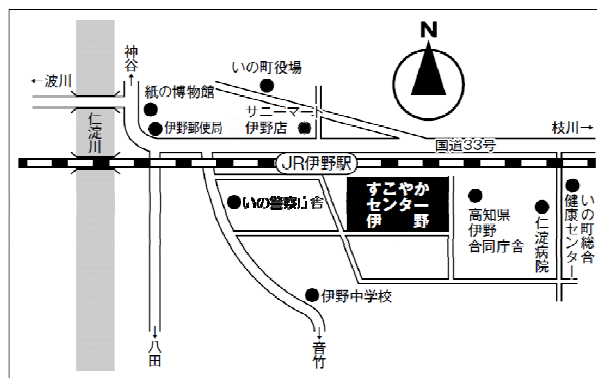 N
神谷
←波川
いの町役場
紙の博物館
サニーマート
伊野店
伊野郵便局
枝川→
国道33号
仁淀川
JR伊野駅
すこやか
センター
伊野
いの警察庁舎
高知県
伊野
合同庁舎
仁淀病院
いの町総合
健康センター
伊野中学校
八田
音竹